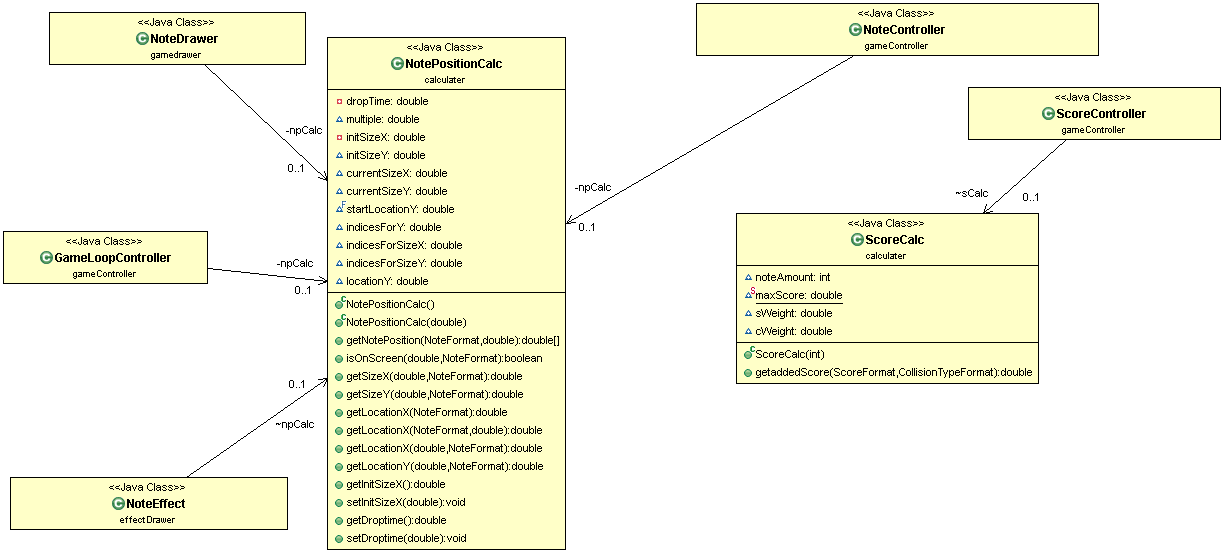 <<Java Class>>
NoteDrawer
gamedrawer
<<Java Class>>
NotePositionCalc
calculater
dropTime: double
multiple: double
initSizeX: double
initSizeY: double
currentSizeX: double
currentSizeY: double
F
startLocationY: double
indicesForY: double
indicesForSizeX: double
indicesForSizeY: double
locationY: double
C
NotePositionCalc()
C
NotePositionCalc(double)
getNotePosition(NoteFormat,double):double[]
isOnScreen(double,NoteFormat):boolean
getSizeX(double,NoteFormat):double
getSizeY(double,NoteFormat):double
getLocationX(NoteFormat):double
getLocationX(NoteFormat,double):double
getLocationX(double,NoteFormat):double
getLocationY(double,NoteFormat):double
getInitSizeX():double
setInitSizeX(double):void
getDroptime():double
setDroptime(double):void
<<Java Class>>
NoteController
gameController
<<Java Class>>
ScoreController
gameController
-npCalc
0..1
-npCalc
0..1
~sCalc
0..1
<<Java Class>>
GameLoopController
gameController
-npCalc
0..1
<<Java Class>>
ScoreCalc
calculater
noteAmount: int
S
maxScore: double
sWeight: double
cWeight: double
C
ScoreCalc(int)
getaddedScore(ScoreFormat,CollisionTypeFormat):double
0..1
~npCalc
<<Java Class>>
NoteEffect
effectDrawer